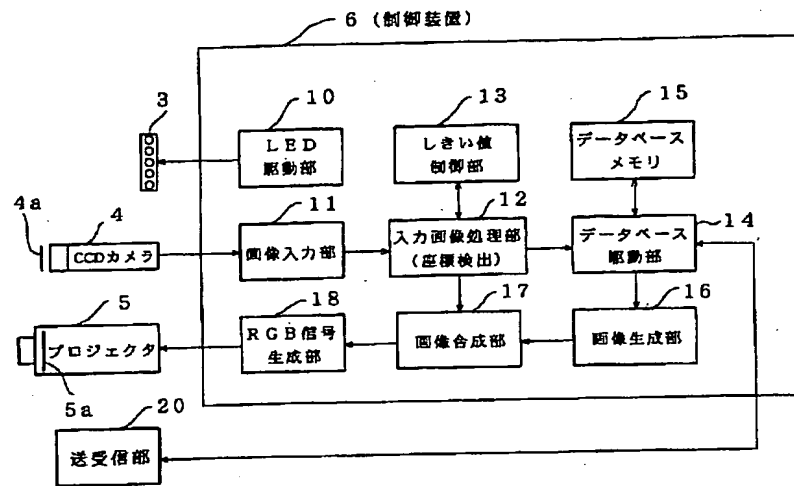 6 (制御装置)
3
10
LED
駆動部
13
しきい値
制御部
15
データベース
メモリ
4a
4
CCDカメラ
11
画像入力部
12
入力画像処理部
(座標検出)
14
データベース
駆動部
5
プロジェクタ
5a
18
RGB信号
生成部
17
画像合成部
16
画像生成部
20
送受信部